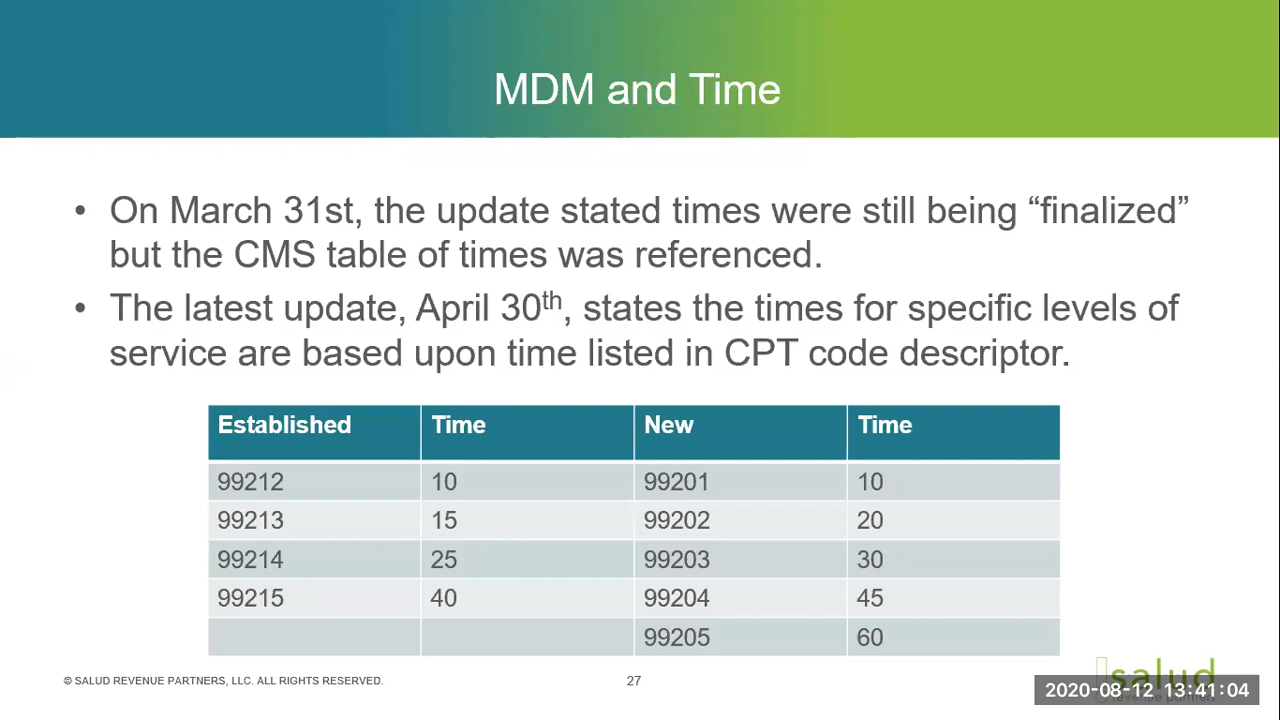 MDM and Time
• On March 31st, the update stated times were still being “finalized”
but the CMS table of times was referenced.
• The latest update, April 30th, states the times for specific levels of
service are based upon time listed in CPT code descriptor.
Established Time New Time
99212 10 99201 10
99213 15 99202 20
99214 25 99203 30
99215 40 99204 45
99205 60
© SALUD REVENUE PARTNERS, LLC. ALL RIGHTS RESERVED.
27
salud
2020-08-12 13:41:04